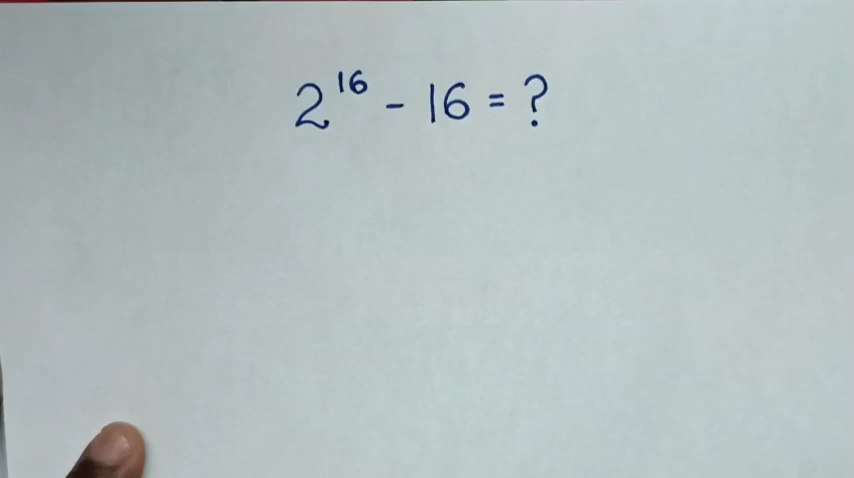 2^16 - 16 = ?